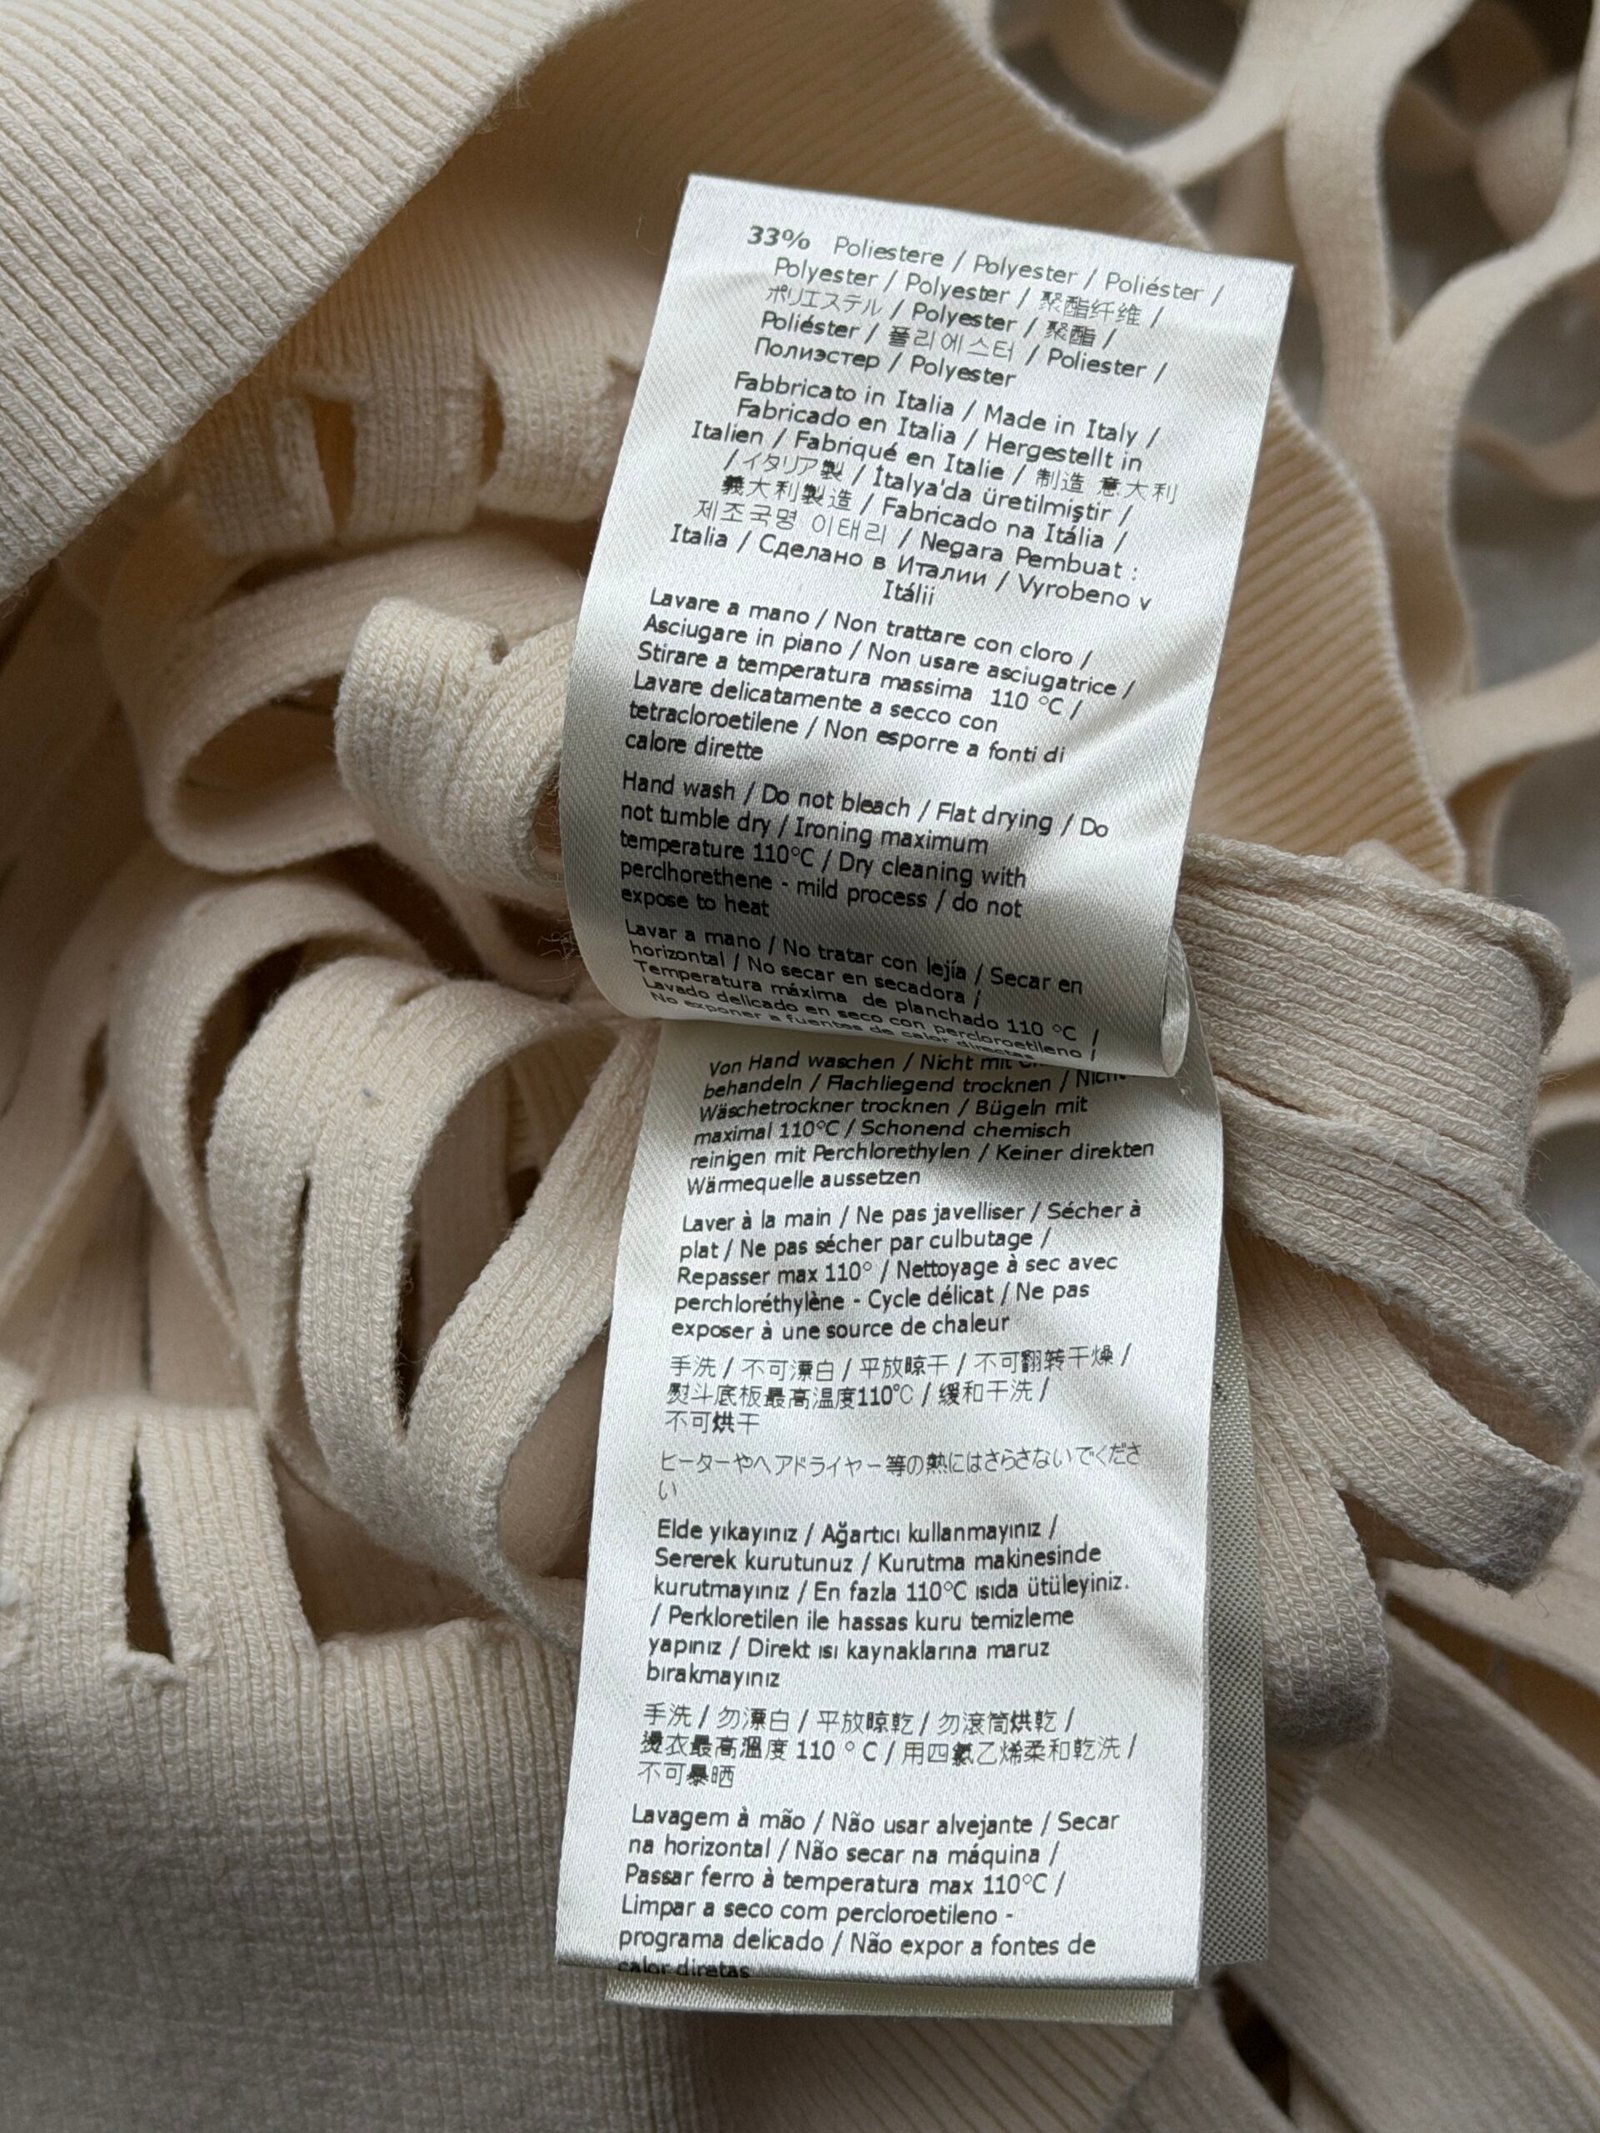 33% Poliestere / Polyester / Poliéster /
Polyester / Polyester / 聚酯纤维 /
ポリエステル / Polyester / 聚酯 /
Poliéster / 폴리에스터 / Poliester /
Полиэстер / Polyester
Fabbricato in Italia / Made in Italy /
Fabricado en Italia / Hergestellt in
Italien / Fabriqué en Italie / 制造 意大利
/ イタリア製 / İtalya'da üretilmiştir /
義大利製造 / Fabricado na Itália /
제조국명 이태리 / Negara Pembuat :
Italia / Сделано в Италии / Vyrobeno v
Itálii
Lavare a mano / Non trattare con cloro /
Asciugare in piano / Non usare asciugatrice /
Stirare a temperatura massima 110 °C /
Lavare delicatamente a secco con
tetracloroetilene / Non esporre a fonti di
calore dirette
Hand wash / Do not bleach / Flat drying / Do
not tumble dry / Ironing maximum
temperature 110°C / Dry cleaning with
perclhorethene - mild process / do not
expose to heat
Lavar a mano / No tratar con lejía / Secar en
horizontal / No secar en secadora /
Temperatura máxima de planchado 110 °C /
Lavado delicado en seco con percloroetileno /
No exponer a fuentes de calor directas
Von Hand waschen / Nicht mit
behandeln / Flachliegend trocknen / Nicht
Wäschetrockner trocknen / Bügeln mit
maximal 110°C / Schonend chemisch
reinigen mit Perchlorethylen / Keiner direkten
Wärmequelle aussetzen
Laver à la main / Ne pas javelliser / Sécher à
plat / Ne pas sécher par culbutage /
Repasser max 110° / Nettoyage à sec avec
perchloréthylène - Cycle délicat / Ne pas
exposer à une source de chaleur
手洗 / 不可漂白 / 平放晾干 / 不可翻转干燥 /
熨斗底板最高温度110℃ / 缓和干洗 /
不可烘干
ヒーターやヘアドライヤー等の熱にはさらさないでくださ
い
Elde yıkayınız / Ağartıcı kullanmayınız /
Sererek kurutunuz / Kurutma makinesinde
kurutmayınız / En fazla 110°C ısıda ütüleyiniz.
/ Perkloretilen ile hassas kuru temizleme
yapınız / Direkt ısı kaynaklarına maruz
bırakmayınız
手洗 / 勿漂白 / 平放晾乾 / 勿滾筒烘乾 /
燙衣最高溫度 110 ° C / 用四氯乙烯柔和乾洗 /
不可暴晒
Lavagem à mão / Não usar alvejante / Secar
na horizontal / Não secar na máquina /
Passar ferro à temperatura max 110°C /
Limpar a seco com percloroetileno -
programa delicado / Não expor a fontes de
calor diretas